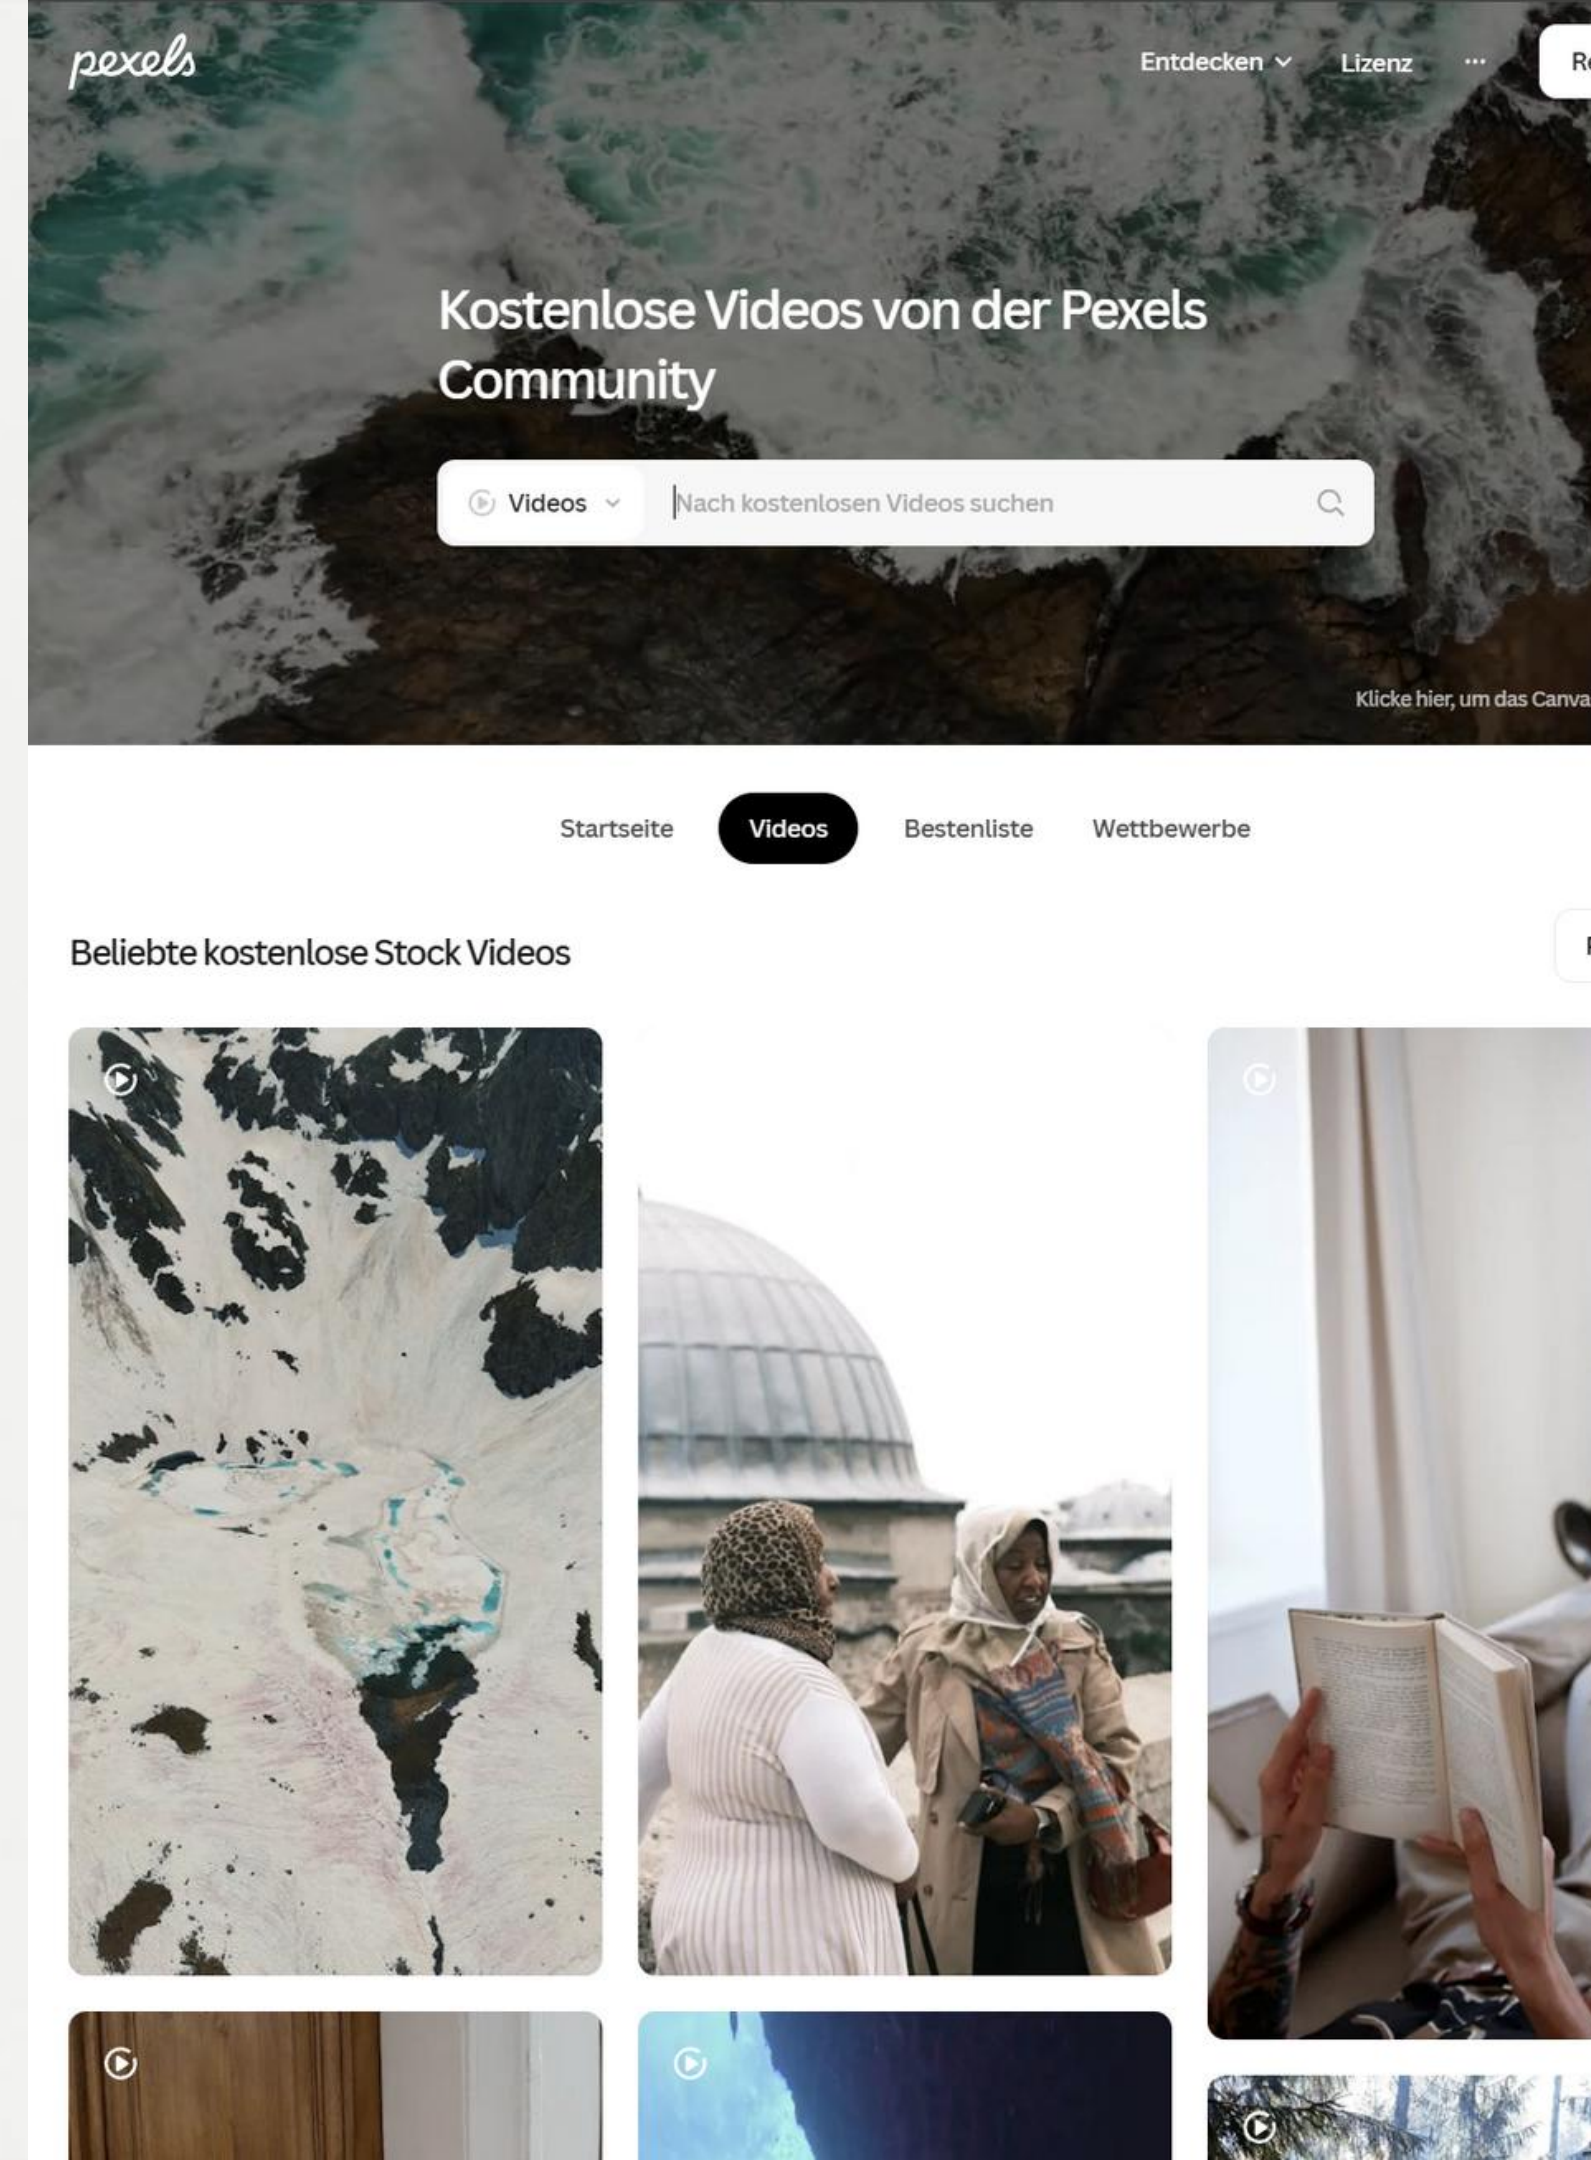 pexels
Entdecken
Lizenz
Kostenlose Videos von der Pexels
Community
Videos
Nach kostenlosen Videos suchen
Klicke hier, um das Canva
Startseite
Videos
Bestenliste
Wettbewerbe
Beliebte kostenlose Stock Videos